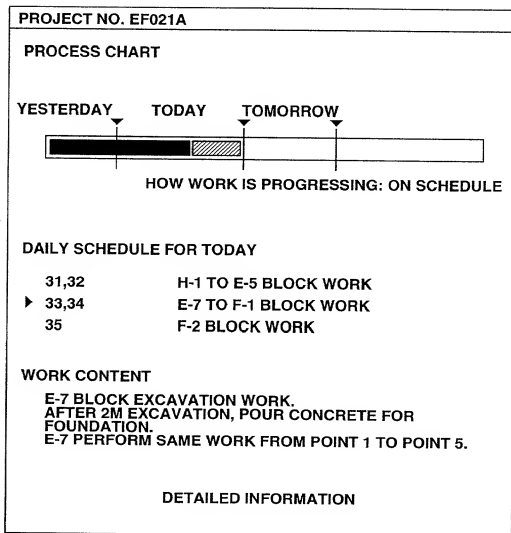 PROJECT NO. EF021A
PROCESS CHART
YESTERDAY TODAY TOMORROW
HOW WORK IS PROGRESSING: ON SCHEDULE
DAILY SCHEDULE FOR TODAY
31,32 H-1 TO E-5 BLOCK WORK
33,34 E-7 TO F-1 BLOCK WORK
35 F-2 BLOCK WORK
WORK CONTENT
E-7 BLOCK EXCAVATION WORK.
AFTER 2M EXCAVATION, POUR CONCRETE FOR
FOUNDATION.
E-7 PERFORM SAME WORK FROM POINT 1 TO POINT 5.
DETAILED INFORMATION